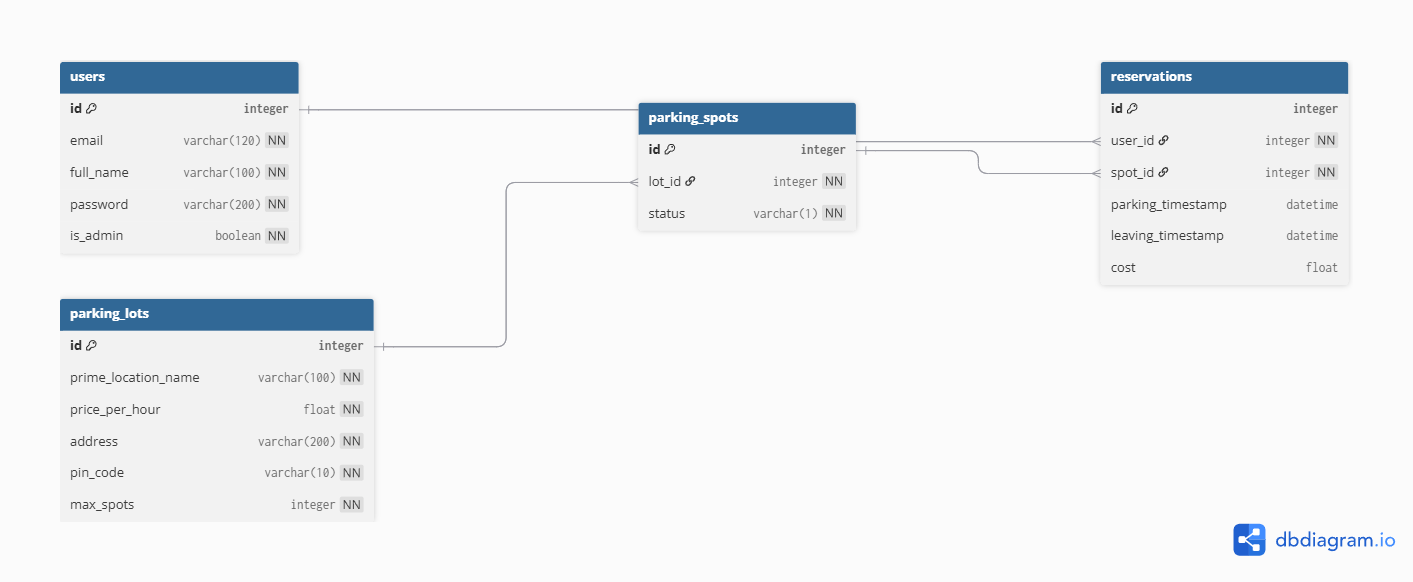 users
id integer
email varchar(120) NN
full_name varchar(100) NN
password varchar(200) NN
is_admin boolean NN
parking_lots
id integer
prime_location_name varchar(100) NN
price_per_hour float NN
address varchar(200) NN
pin_code varchar(10) NN
max_spots integer NN
parking_spots
id integer
lot_id integer NN
status varchar(1) NN
reservations
id integer
user_id integer NN
spot_id integer NN
parking_timestamp datetime
leaving_timestamp datetime
cost float
dbdiagram.io